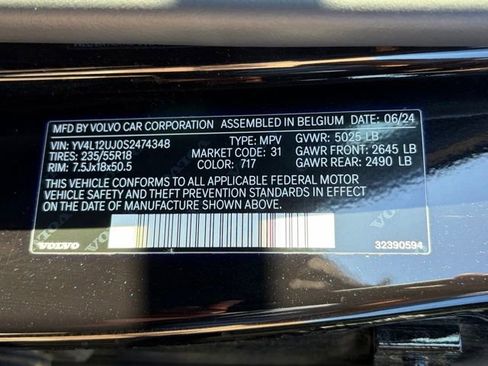 MFD. BY VOLVO CAR CORPORATION ASSEMBLED IN BELGIUM DATE: 06/24
VIN: YV4L12UJ0S2474348 TYPE: MPV GVWR: 5025 LB
TIRES: 235/55R18 MARKET CODE: 31 GAWR FRONT: 2645 LB
RIM: 7.5Jx18x50.5 COLOR: 717 GAWR REAR: 2490 LB
THIS VEHICLE CONFORMS TO ALL APPLICABLE FEDERAL MOTOR
VEHICLE SAFETY AND THEFT PREVENTION STANDARDS IN EFFECT
ON THE DATE OF MANUFACTURE SHOWN ABOVE.
VOLVO 32390594